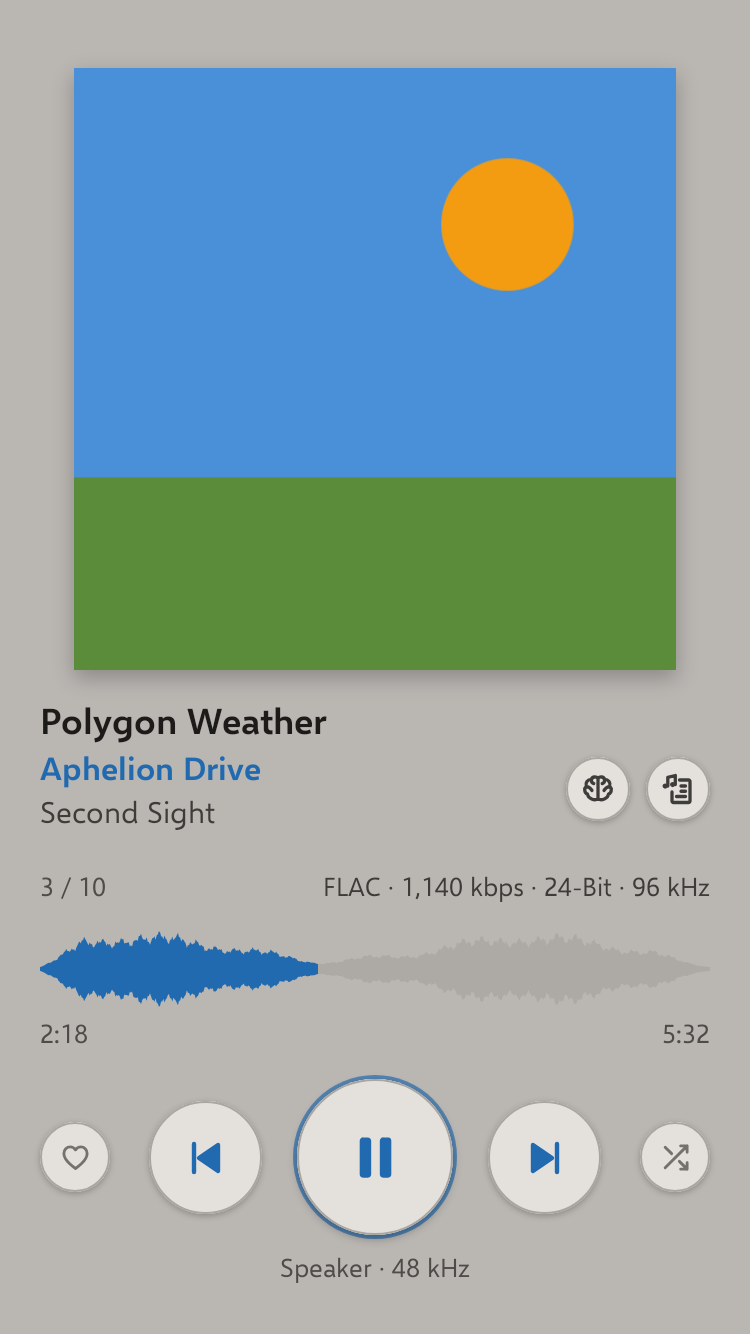 Polygon Weather
Aphelion Drive
Second Sight
3 / 10
FLAC · 1,140 kbps · 24-Bit · 96 kHz
2:18
5:32
Speaker · 48 kHz